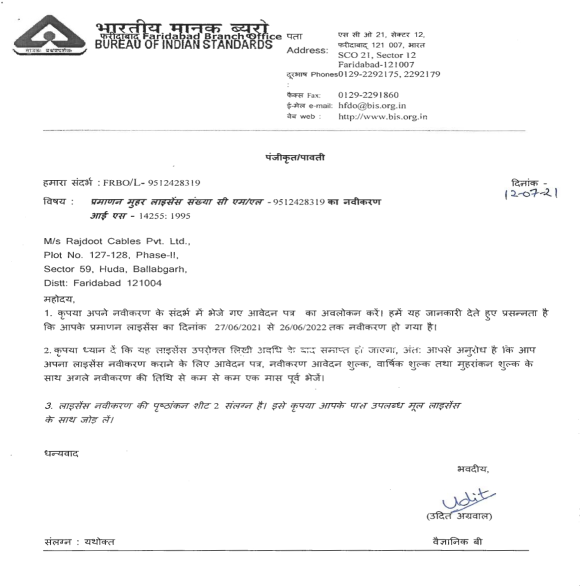 भारतीय मानक ब्यूरो
फरीदाबाद Faridabad Branch Office
BUREAU OF INDIAN STANDARDS
मानक पथप्रदर्शक
पता
Address:
एस सी ओ 21, सेक्टर 12,
फरीदाबाद 121 007, भारत
SCO 21, Sector 12
Faridabad-121007
दूरभाष Phones0129-2292175, 2292179
:
फैक्स Fax: 0129-2291860
ई-मेल e-mail: hfdo@bis.org.in
वेब web : http://www.bis.org.in
पंजीकृत/पावती
हमारा संदर्भ : FRBO/L- 9512428319
दिनांक -
12-07-21
विषय : प्रमाणन मुहर लाइसेंस संख्या सी एम/एल - 9512428319 का नवीकरण
आई एस - 14255: 1995
M/s Rajdoot Cables Pvt. Ltd.,
Plot No. 127-128, Phase-II,
Sector 59, Huda, Ballabgarh,
Distt: Faridabad 121004
महोदय,
1. कृपया अपने नवीकरण के संदर्भ में भेजे गए आवेदन पत्र का अवलोकन करें। हमें यह जानकारी देते हुए प्रसन्नता है
कि आपके प्रमाणन लाइसेंस का दिनांक 27/06/2021 से 26/06/2022 तक नवीकरण हो गया है।
2. कृपया ध्यान दें कि यह लाइसेंस उपरोक्त लिखी अवधि के बाद समाप्त हो जाएगा, अंत: आपसे अनुरोध है कि आप
अपना लाइसेंस नवीकरण कराने के लिए आवेदन पत्र, नवीकरण आवेदन शुल्क, वार्षिक शुल्क तथा मुहरांकन शुल्क के
साथ अगले नवीकरण की तिथि से कम से कम एक मास पूर्व भेजें।
3. लाइसेंस नवीकरण की पृष्ठांकन शीट 2 संलग्न है। इसे कृपया आपके पास उपलब्ध मूल लाइसेंस
के साथ जोड़ लें।
धन्यवाद
भवदीय,
Udit
(उदित अग्रवाल)
संलग्न : यथोक्त
वैज्ञानिक बी